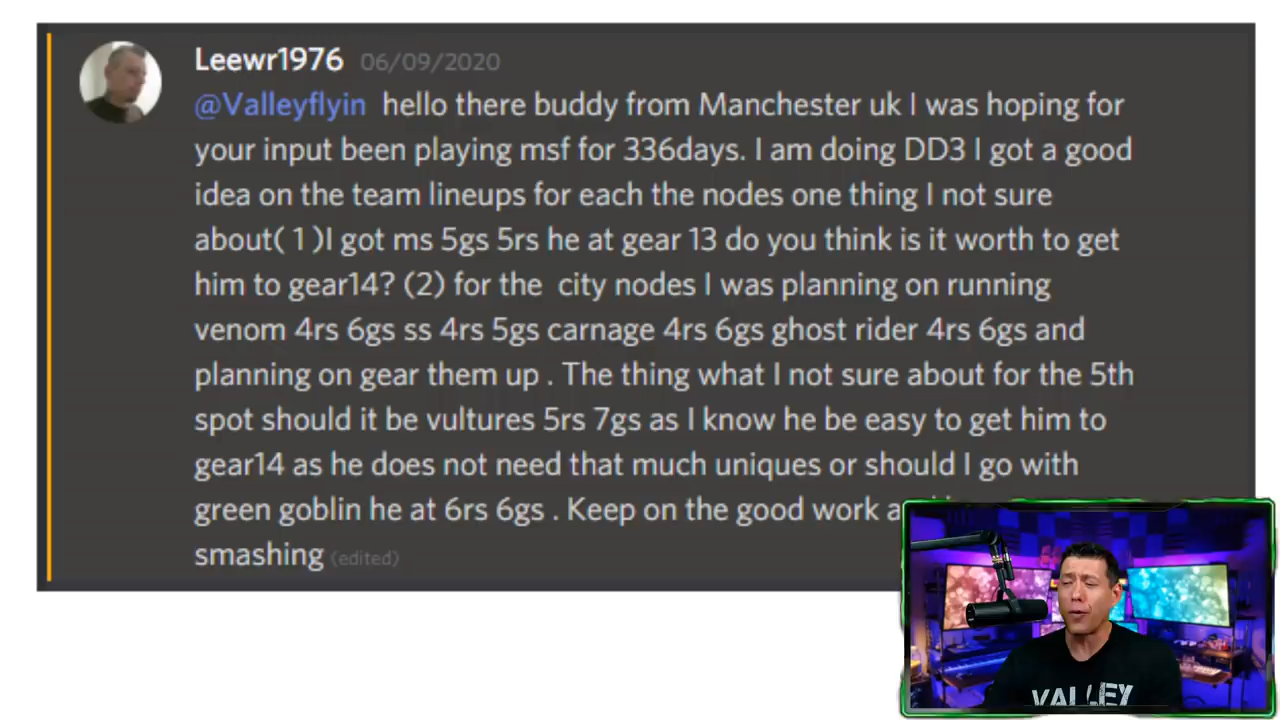 Leewr1976 06/09/2020
@Valleyflyin hello there buddy from Manchester uk I was hoping for
your input been playing msf for 336days. I am doing DD3 I got a good
idea on the team lineups for each the nodes one thing I not sure
about( 1 )I got ms 5gs 5rs he at gear 13 do you think is it worth to get
him to gear14? (2) for the city nodes I was planning on running
venom 4rs 6gs ss 4rs 5gs carnage 4rs 6gs ghost rider 4rs 6gs and
planning on gear them up . The thing what I not sure about for the 5th
spot should it be vultures 5rs 7gs as I know he be easy to get him to
gear14 as he does not need that much uniques or should I go with
green goblin he at 6rs 6gs . Keep on the good work
smashing (edited)
VALLEY